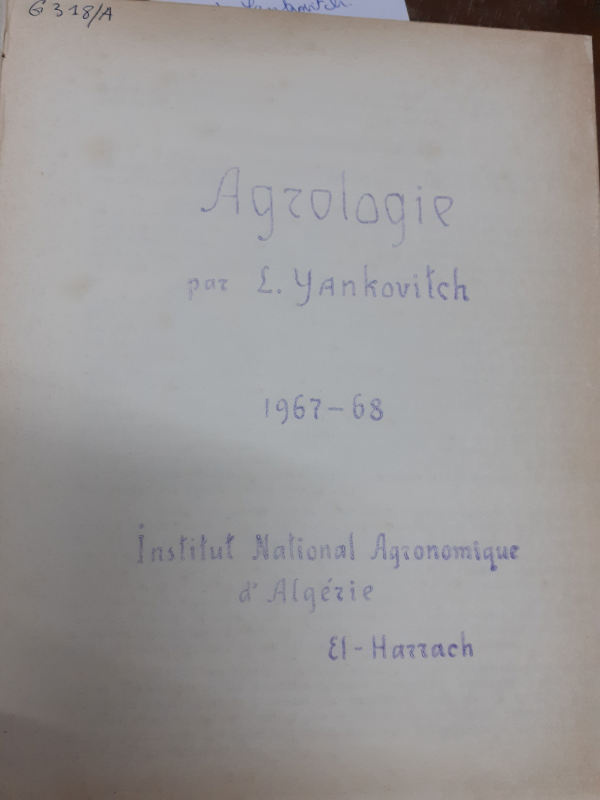 G 318/A
Agrologie
par L. Yankovitch
1967-68
Institut National Agronomique
d'Algérie
El-Harrach